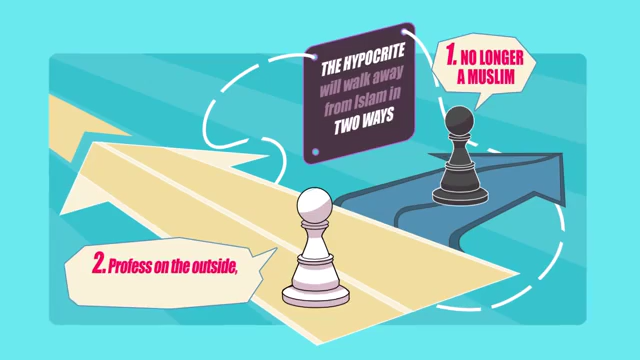 THE HYPOCRITE
will walk away
from Islam in
TWO WAYS
1. NO LONGER
A MUSLIM
2. Profess on the outside,